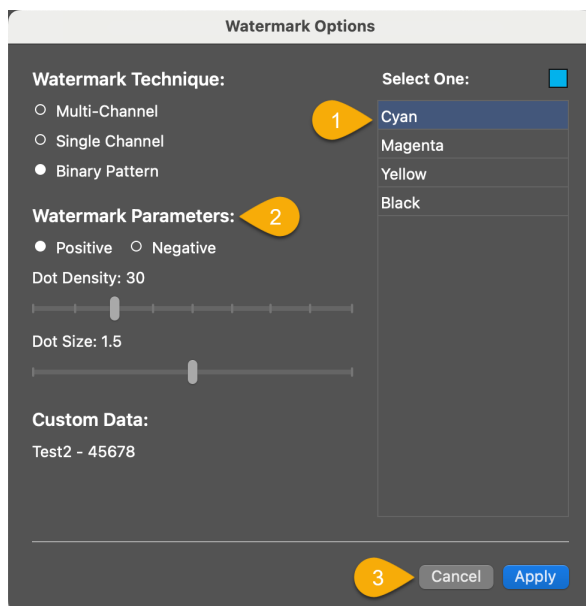 Watermark Options
Watermark Technique:
Multi-Channel
Single Channel
Binary Pattern
Watermark Parameters:
2
Positive
Negative
Dot Density: 30
Dot Size: 1.5
Custom Data:
Test2 - 45678
Select One:
1
Cyan
Magenta
Yellow
Black
3
Cancel
Apply